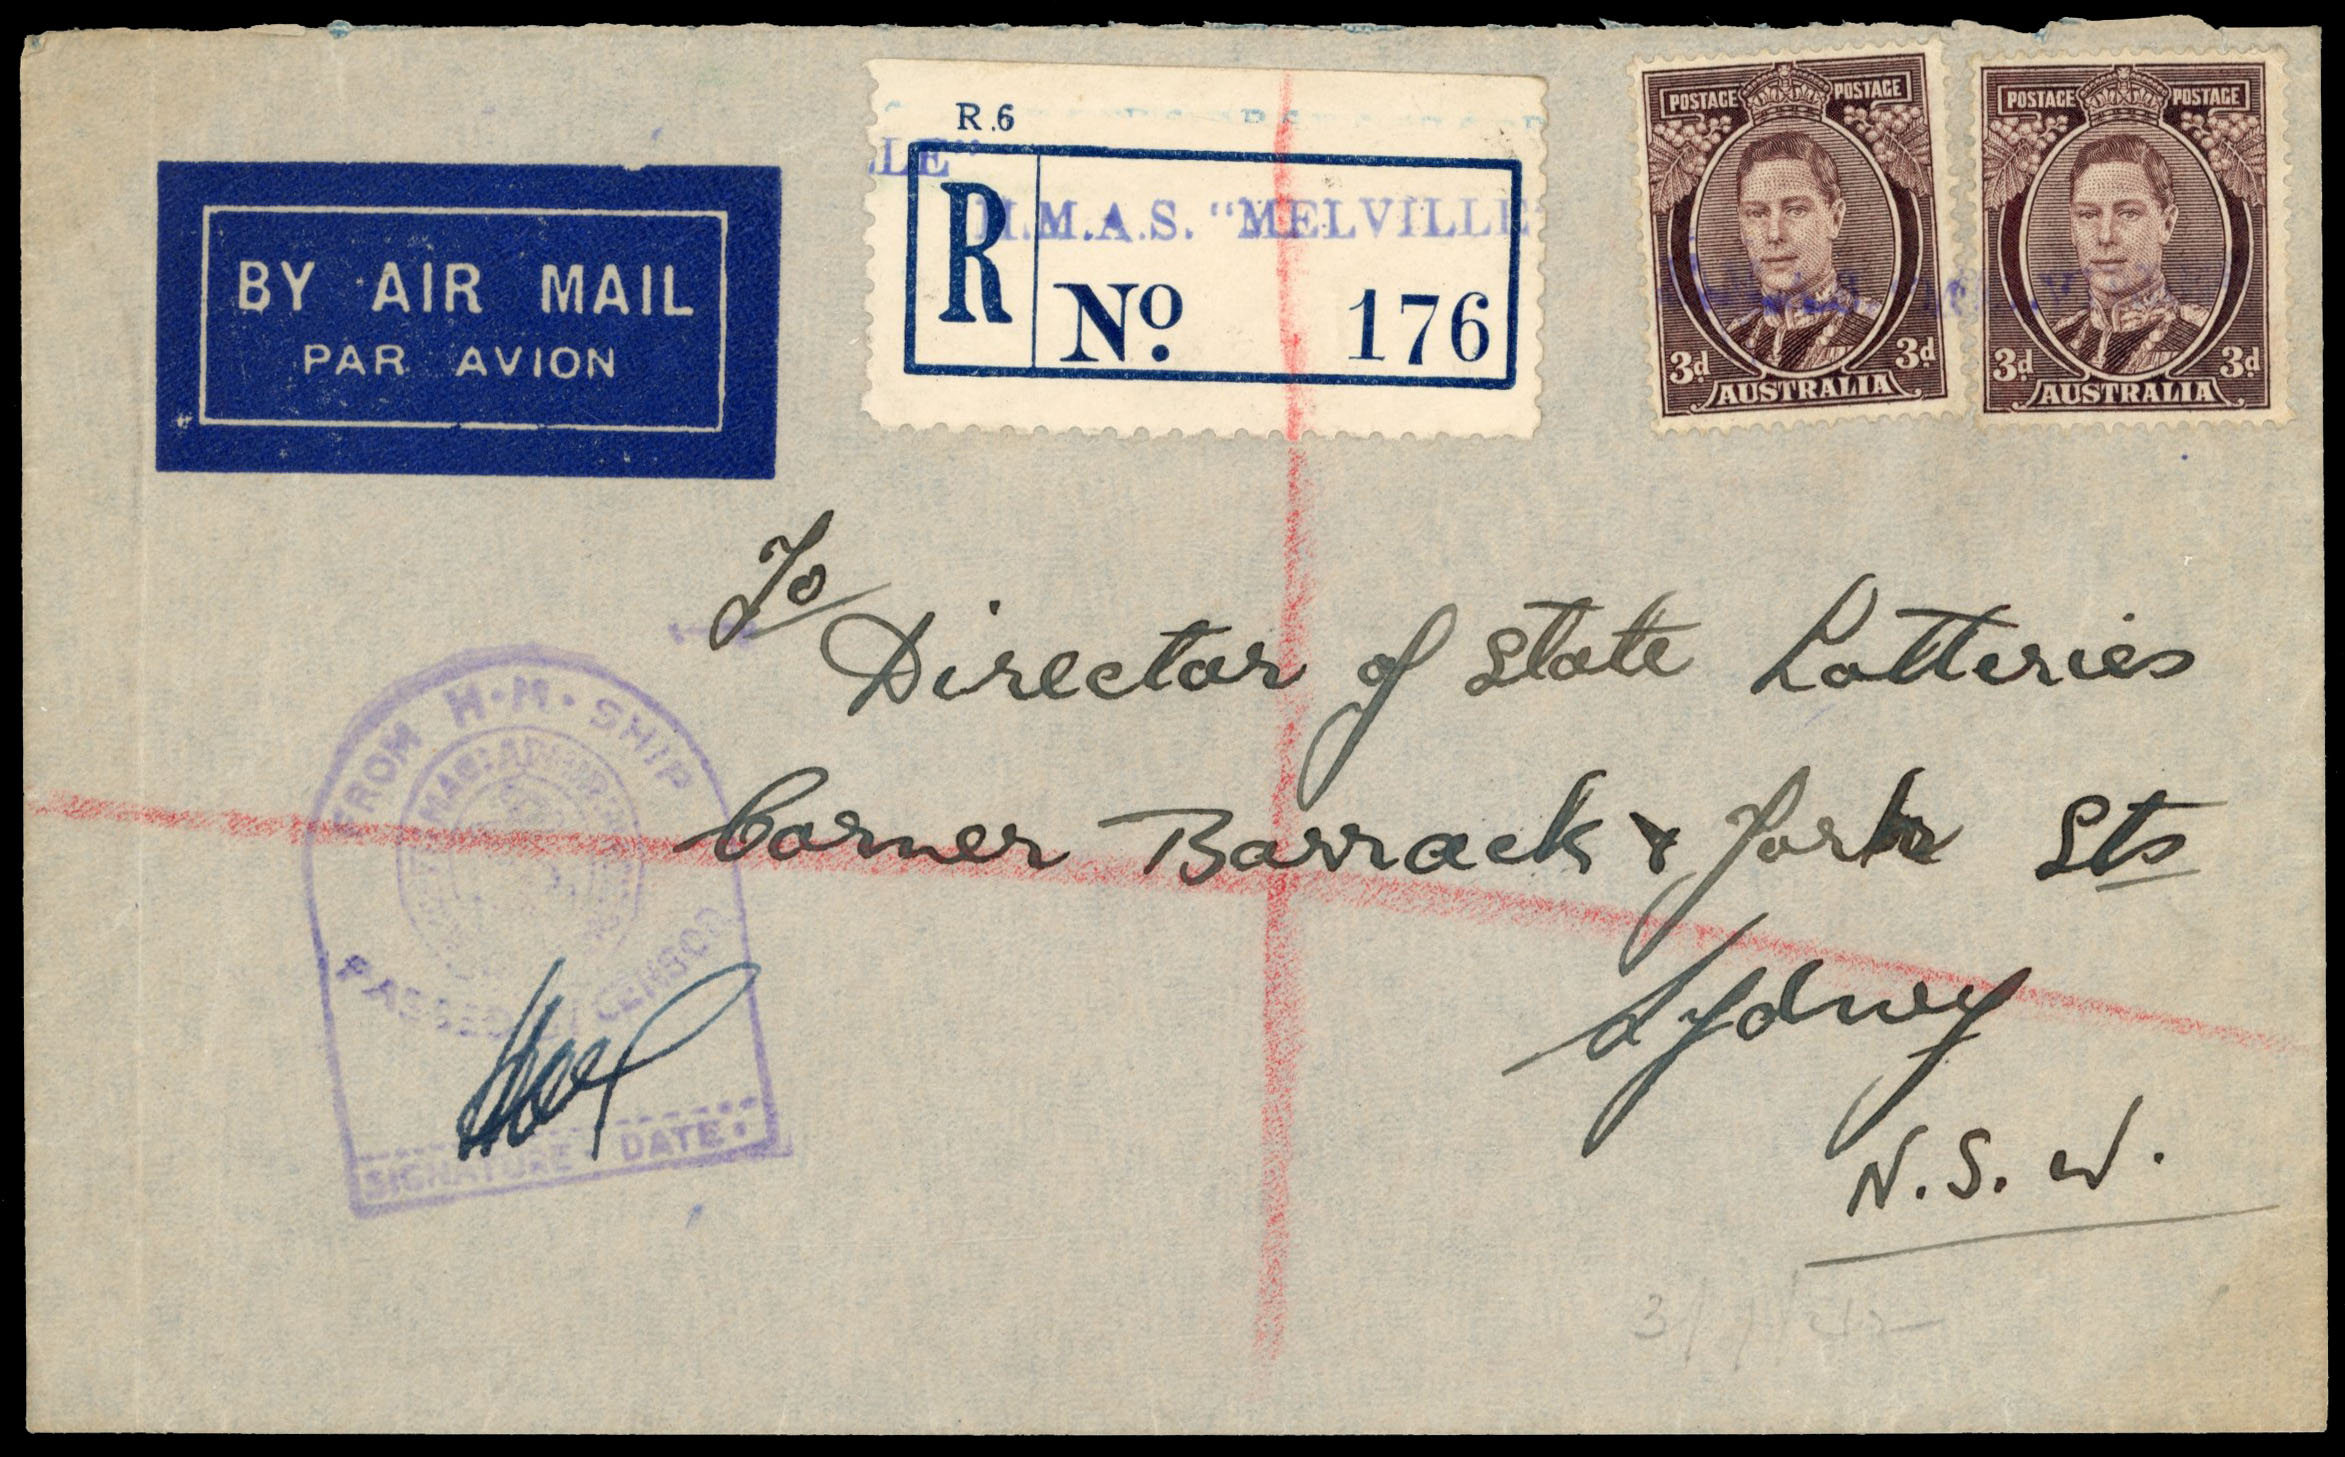 BY AIR MAIL
PAR AVION
R.6
LLE"
H.M.A.S. "MELVILLE
R No. 176
POSTAGE POSTAGE
3d 3d
AUSTRALIA
POSTAGE POSTAGE
3d 3d
AUSTRALIA
To
Director of State Lotteries
Corner Barrack & York Sts
Sydney
N.S.W.
FROM H.M. SHIP
PASSED BY CENSOR
SIGNATURE DATE.